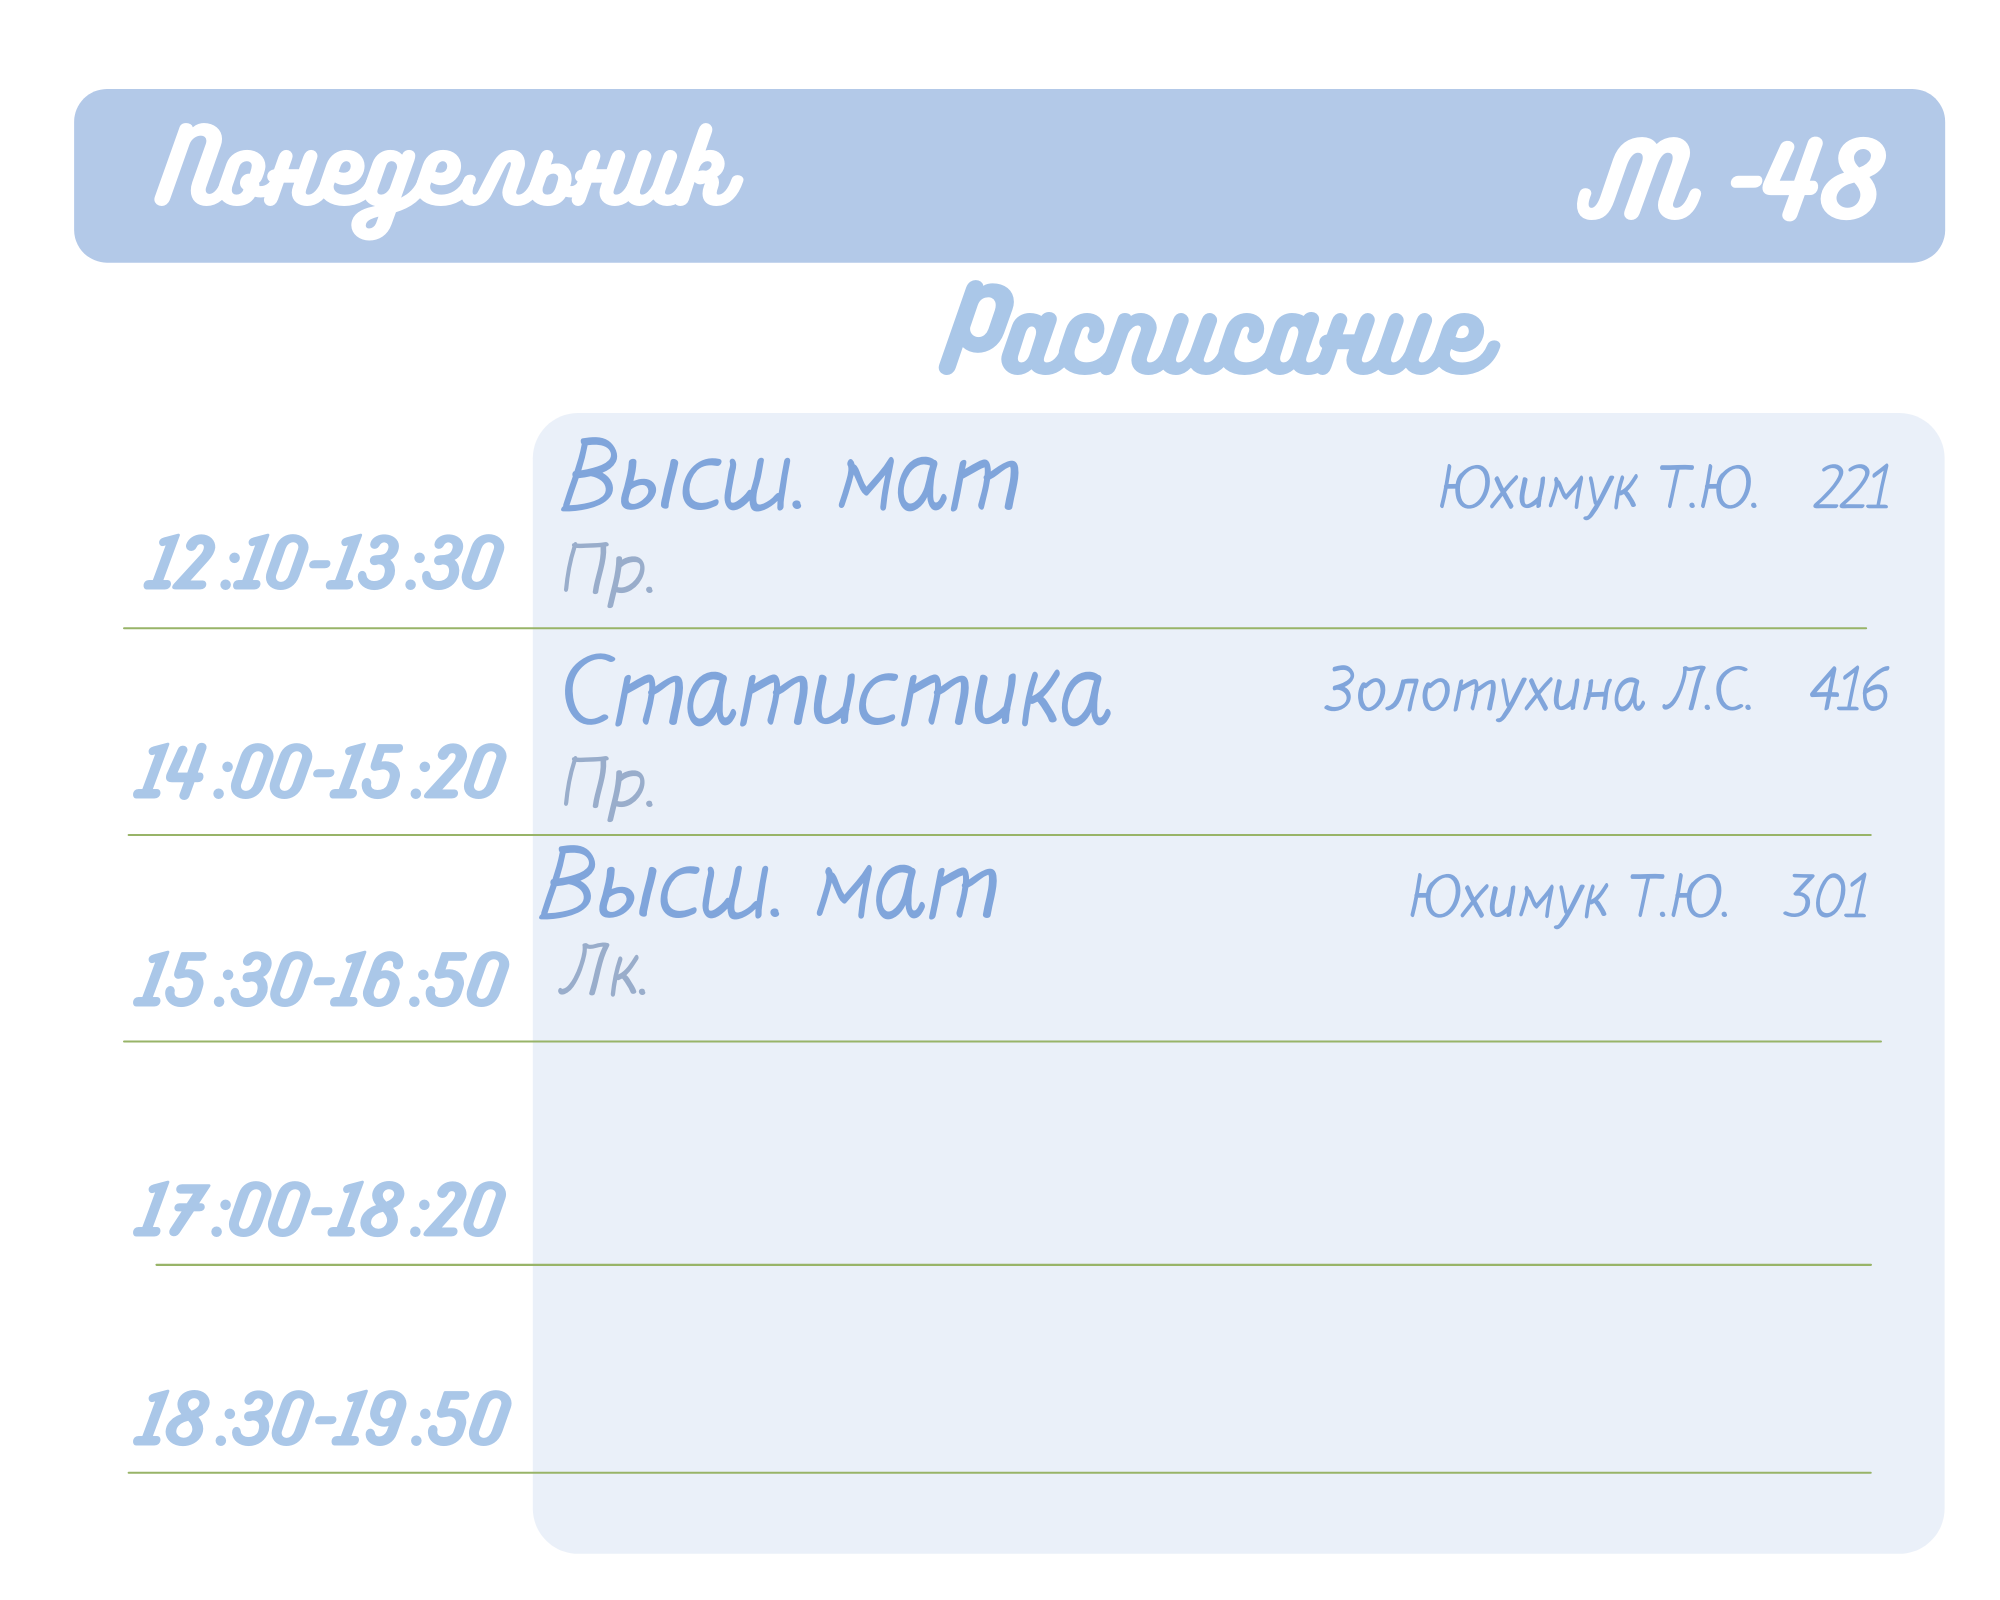 Понедельник М -48
Расписание
Высш. мат Юхимук Т.Ю. 221
12:10-13:30 Пр.
Статистика Золотухина Л.С. 416
14:00-15:20 Пр.
Высш. мат Юхимук Т.Ю. 301
15:30-16:50 Лк.
17:00-18:20
18:30-19:50